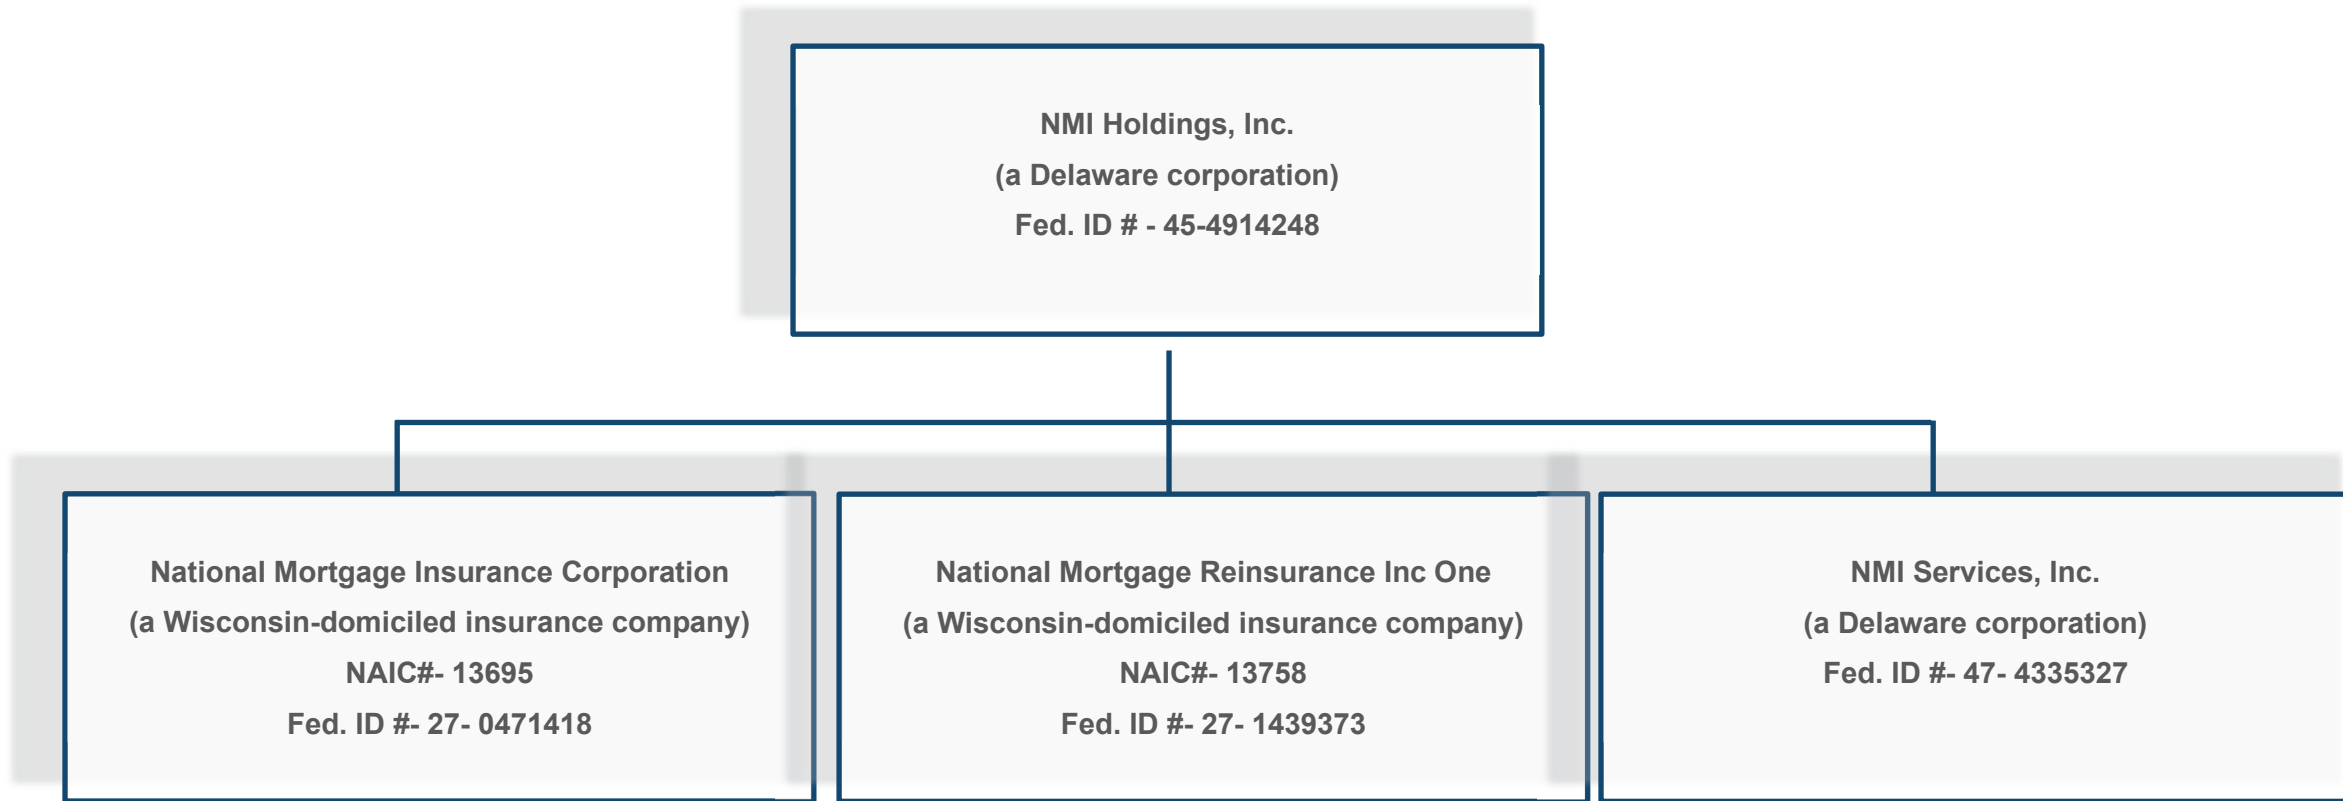 NMI Holdings, Inc.
(a Delaware corporation)
Fed. ID # - 45-4914248
National Mortgage Insurance Corporation
(a Wisconsin-domiciled insurance company)
NAIC#- 13695
Fed. ID #- 27- 0471418
National Mortgage Reinsurance Inc One
(a Wisconsin-domiciled insurance company)
NAIC#- 13758
Fed. ID #- 27- 1439373
NMI Services, Inc.
(a Delaware corporation)
Fed. ID #- 47- 4335327